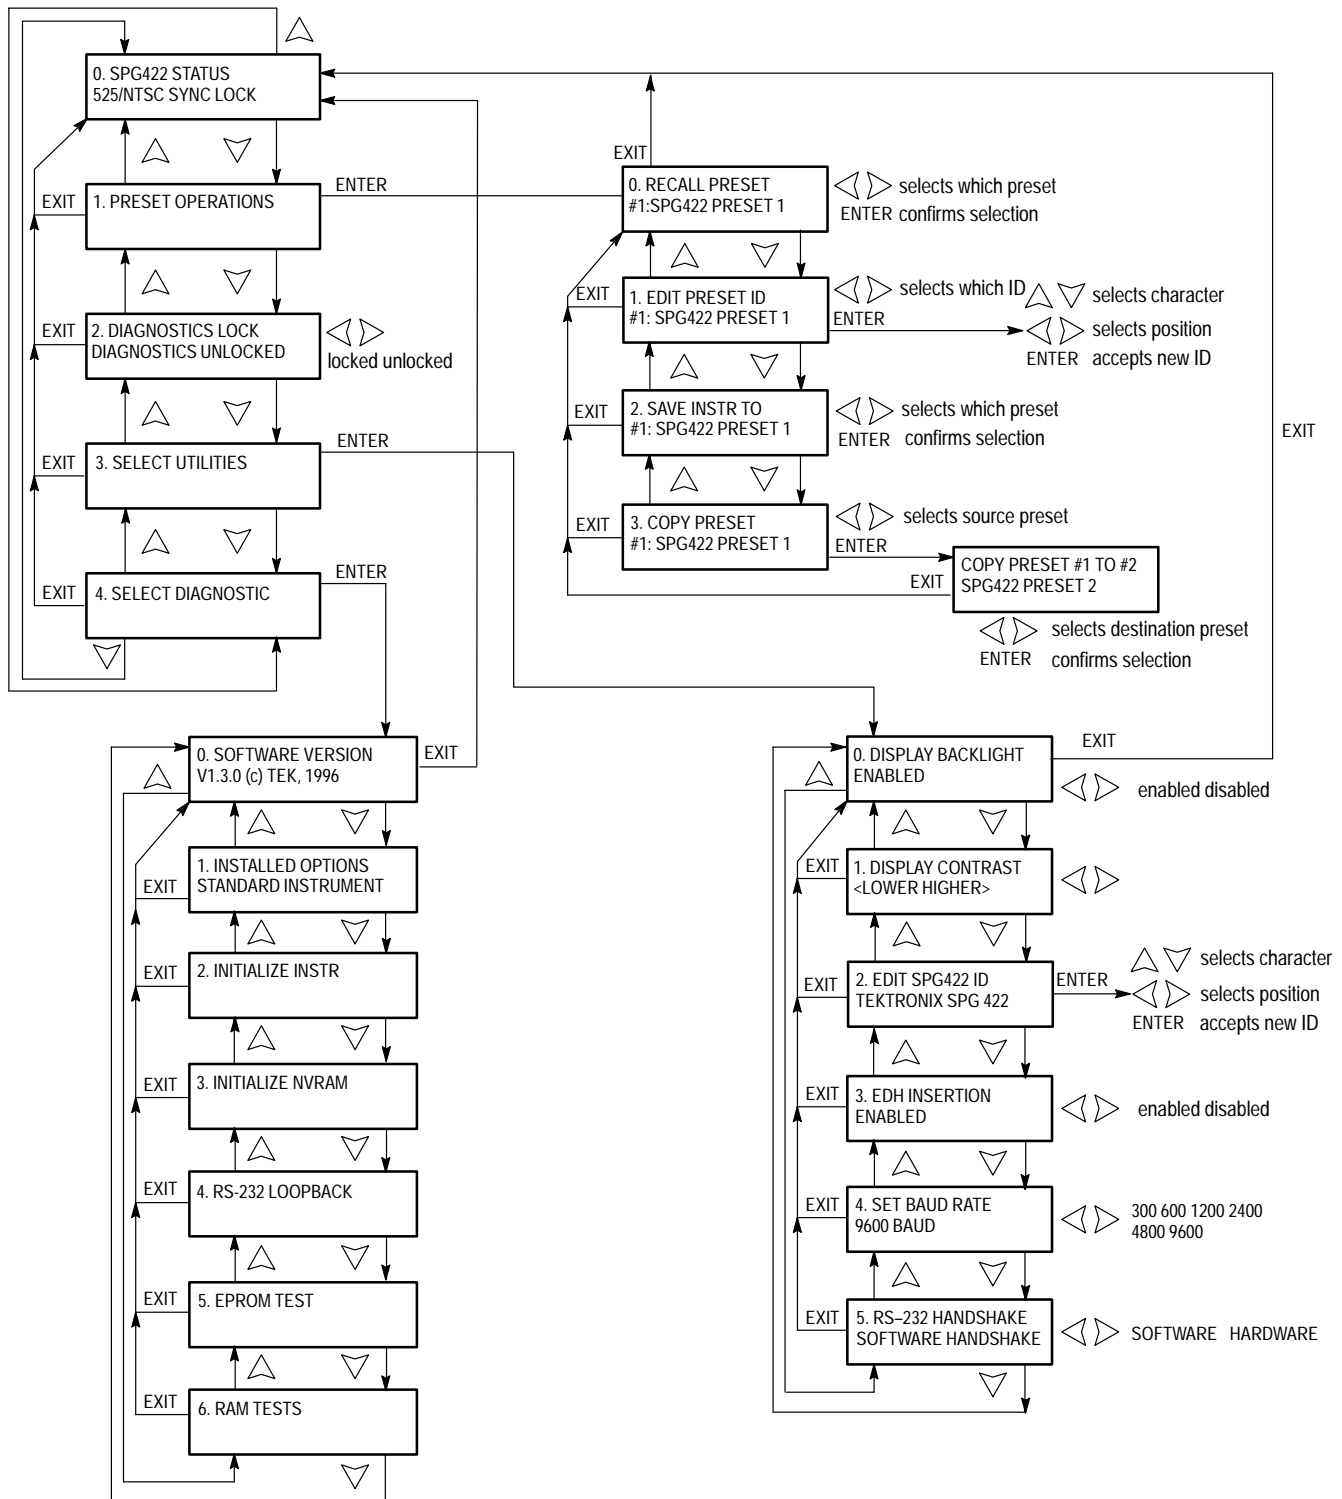 0. SPG422 STATUS
525/NTSC SYNC LOCK
EXIT
1. PRESET OPERATIONS
ENTER
EXIT
2. DIAGNOSTICS LOCK
DIAGNOSTICS UNLOCKED
locked unlocked
EXIT
3. SELECT UTILITIES
ENTER
EXIT
4. SELECT DIAGNOSTIC
ENTER
EXIT
0. RECALL PRESET
#1:SPG422 PRESET 1
selects which preset
ENTER confirms selection
EXIT
1. EDIT PRESET ID
#1: SPG422 PRESET 1
selects which ID
ENTER
selects character
selects position
ENTER accepts new ID
EXIT
2. SAVE INSTR TO
#1: SPG422 PRESET 1
selects which preset
ENTER confirms selection
EXIT
3. COPY PRESET
#1: SPG422 PRESET 1
selects source preset
ENTER
EXIT
COPY PRESET #1 TO #2
SPG422 PRESET 2
selects destination preset
ENTER confirms selection
EXIT
0. SOFTWARE VERSION
V1.3.0 (c) TEK, 1996
EXIT
EXIT
1. INSTALLED OPTIONS
STANDARD INSTRUMENT
EXIT
2. INITIALIZE INSTR
EXIT
3. INITIALIZE NVRAM
EXIT
4. RS-232 LOOPBACK
EXIT
5. EPROM TEST
EXIT
6. RAM TESTS
0. DISPLAY BACKLIGHT
ENABLED
EXIT
enabled disabled
EXIT
1. DISPLAY CONTRAST
<LOWER HIGHER>
EXIT
2. EDIT SPG422 ID
TEKTRONIX SPG 422
ENTER
selects character
selects position
ENTER accepts new ID
EXIT
3. EDH INSERTION
ENABLED
enabled disabled
EXIT
4. SET BAUD RATE
9600 BAUD
300 600 1200 2400
4800 9600
EXIT
5. RS–232 HANDSHAKE
SOFTWARE HANDSHAKE
SOFTWARE HARDWARE